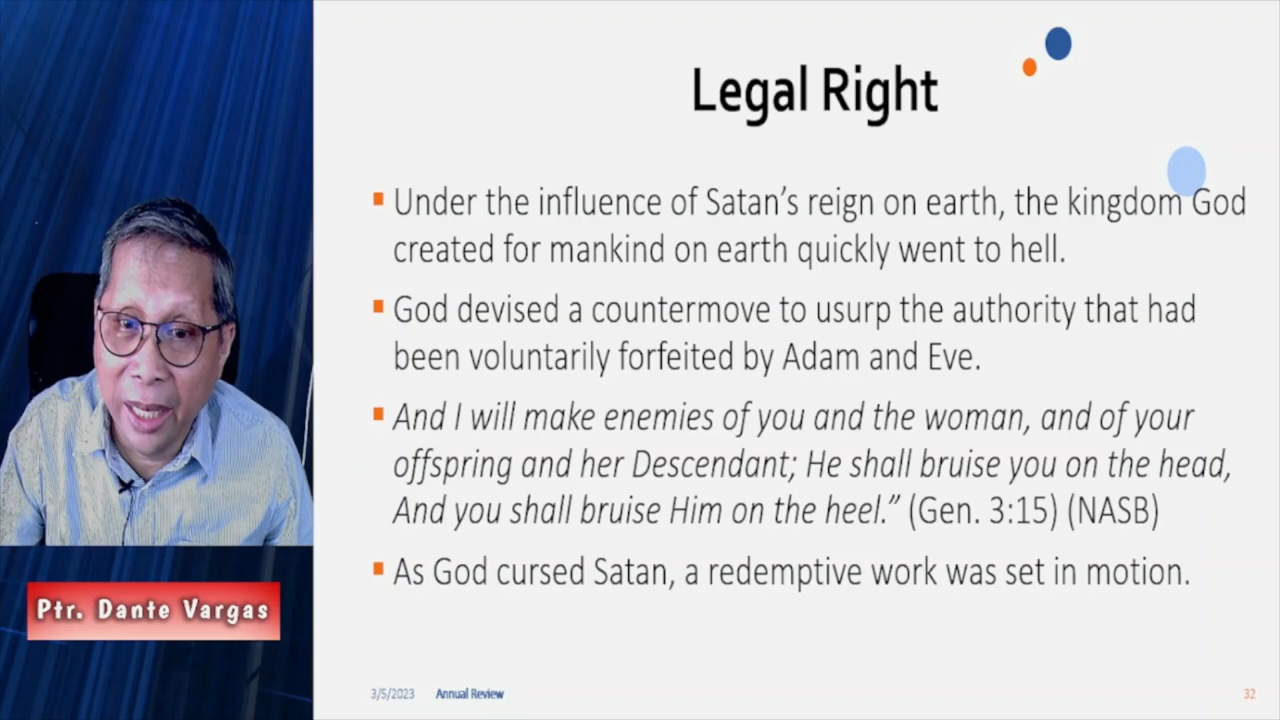 Legal Right
Under the influence of Satan’s reign on earth, the kingdom God
created for mankind on earth quickly went to hell.
God devised a countermove to usurp the authority that had
been voluntarily forfeited by Adam and Eve.
And I will make enemies of you and the woman, and of your
offspring and her Descendant; He shall bruise you on the head,
And you shall bruise Him on the heel.” (Gen. 3:15) (NASB)
As God cursed Satan, a redemptive work was set in motion.
Ptr. Dante Vargas
3/5/2023 Annual Review 32